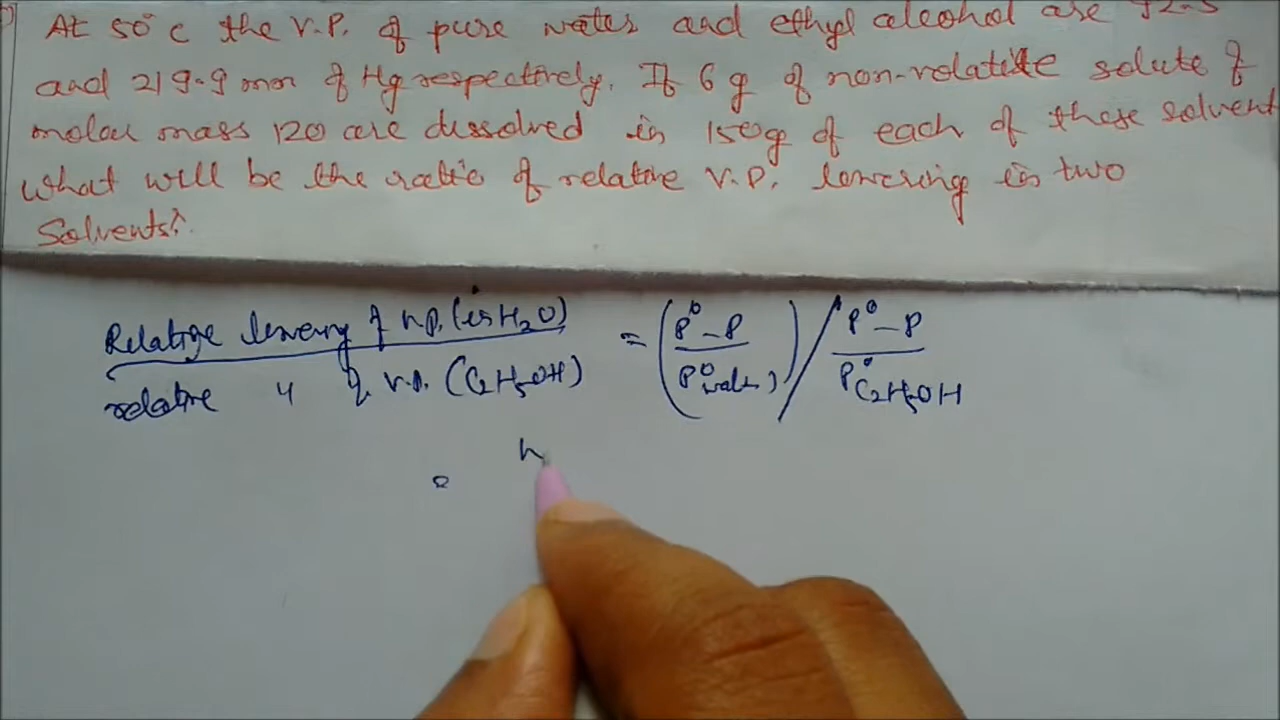 At 50°C the V.P. of pure water and ethyl alcohol are 92.5
and 219.9 mm of Hg respectively. If 6 g of non-volatile solute of
molar mass 120 are dissolved in 150g of each of these solvent
what will be the ratio of relative V.P. lowering in two
Solvents?
Relative lowering of v.p. (in H2O) = (P° - P / P°water) / P° - P / P°C2H5OH
relative " of v.p. (C2H5OH)
= n